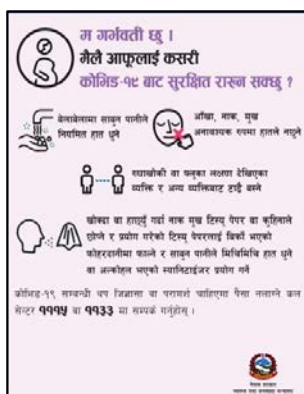 म गर्भवती छु ।
मैले आफूलाई कसरी
कोभिड-१९ बाट सुरक्षित राख्न सक्छु ?
बेलाबेलामा साबुन पानीले
नियमित हात धुने
आँखा, नाक, मुख
अनावश्यक रुपमा हातले नछुने
रुघाखोकी वा फ्लुका लक्षण देखिएका
व्यक्ति र अन्य व्यक्तिबाट टाढै बस्ने
खोक्दा वा हाछ्युँ गर्दा नाक मुख टिस्यु पेपर वा कुहिनाले
छोप्ने र प्रयोग गरेको टिस्यु पेपरलाई बिर्को भएको
फोहरदानीमा फाल्ने र साबुन पानीले मिचिमिची हात धुने
वा अल्कोहल भएको स्यानिटाईजर प्रयोग गर्ने
कोभिड-१९ सम्बन्धी थप जिज्ञासा वा परामर्श चाहिएमा पैसा नलाग्ने कल
सेन्टर १११५ वा ११३३ मा सम्पर्क गर्नुहोस् ।
नेपाल सरकार